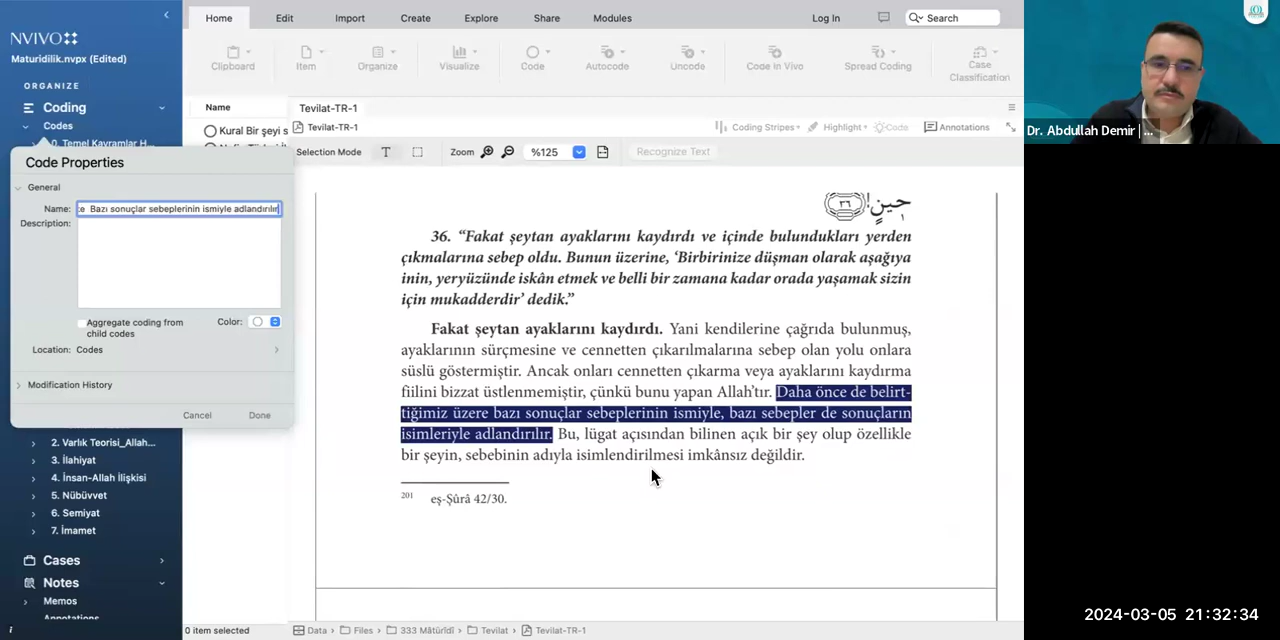 NVIVO
Maturidilik.nvpx (Edited)
ORGANIZE
Coding
Codes
0. Temel Kavramlar H...
Home Edit Import Create Explore Share Modules Log In Search
Clipboard Item Organize Visualize Code Autocode Uncode Code In Vivo Spread Coding Case Classification
Name
Kural Bir şeyi s
Tevilat-TR-1
Tevilat-TR-1
Coding Stripes Highlight Code Annotations
Selection Mode T Zoom %125 Recognize Text
Code Properties
General
Name: Bazı sonuçlar sebeplerinin ismiyle adlandırılır
Description:
Aggregate coding from child codes
Color:
Location: Codes
Modification History
Cancel Done
2. Varlık Teorisi_Allah...
3. İlahiyat
4. İnsan-Allah İlişkisi
5. Nübüvvet
6. Semiyat
7. İmamet
Cases
Notes
Memos
Annotations
حينٍ ٣٦
36. “Fakat şeytan ayaklarını kaydırdı ve içinde bulundukları yerden
çıkmalarına sebep oldu. Bunun üzerine, ‘Birbirinize düşman olarak aşağıya
inin, yeryüzünde iskân etmek ve belli bir zamana kadar orada yaşamak sizin
için mukadderdir’ dedik.”
Fakat şeytan ayaklarını kaydırdı. Yani kendilerine çağrıda bulunmuş,
ayaklarının sürçmesine ve cennetten çıkarılmalarına sebep olan yolu onlara
süslü göstermiştir. Ancak onları cennetten çıkarma veya ayaklarını kaydırma
fiilini bizzat üstlenmemiştir, çünkü bunu yapan Allah’tır. Daha önce de belirt-
tiğimiz üzere bazı sonuçlar sebeplerinin ismiyle, bazı sebepler de sonuçların
isimleriyle adlandırılır. Bu, lügat açısından bilinen açık bir şey olup özellikle
bir şeyin, sebebinin adıyla isimlendirilmesi imkânsız değildir.
201 eş-Şûrâ 42/30.
0 item selected
Data Files 333 Mâtürîdî Tevilat Tevilat-TR-1
Dr. Abdullah Demir | ...
2024-03-05 21:32:34